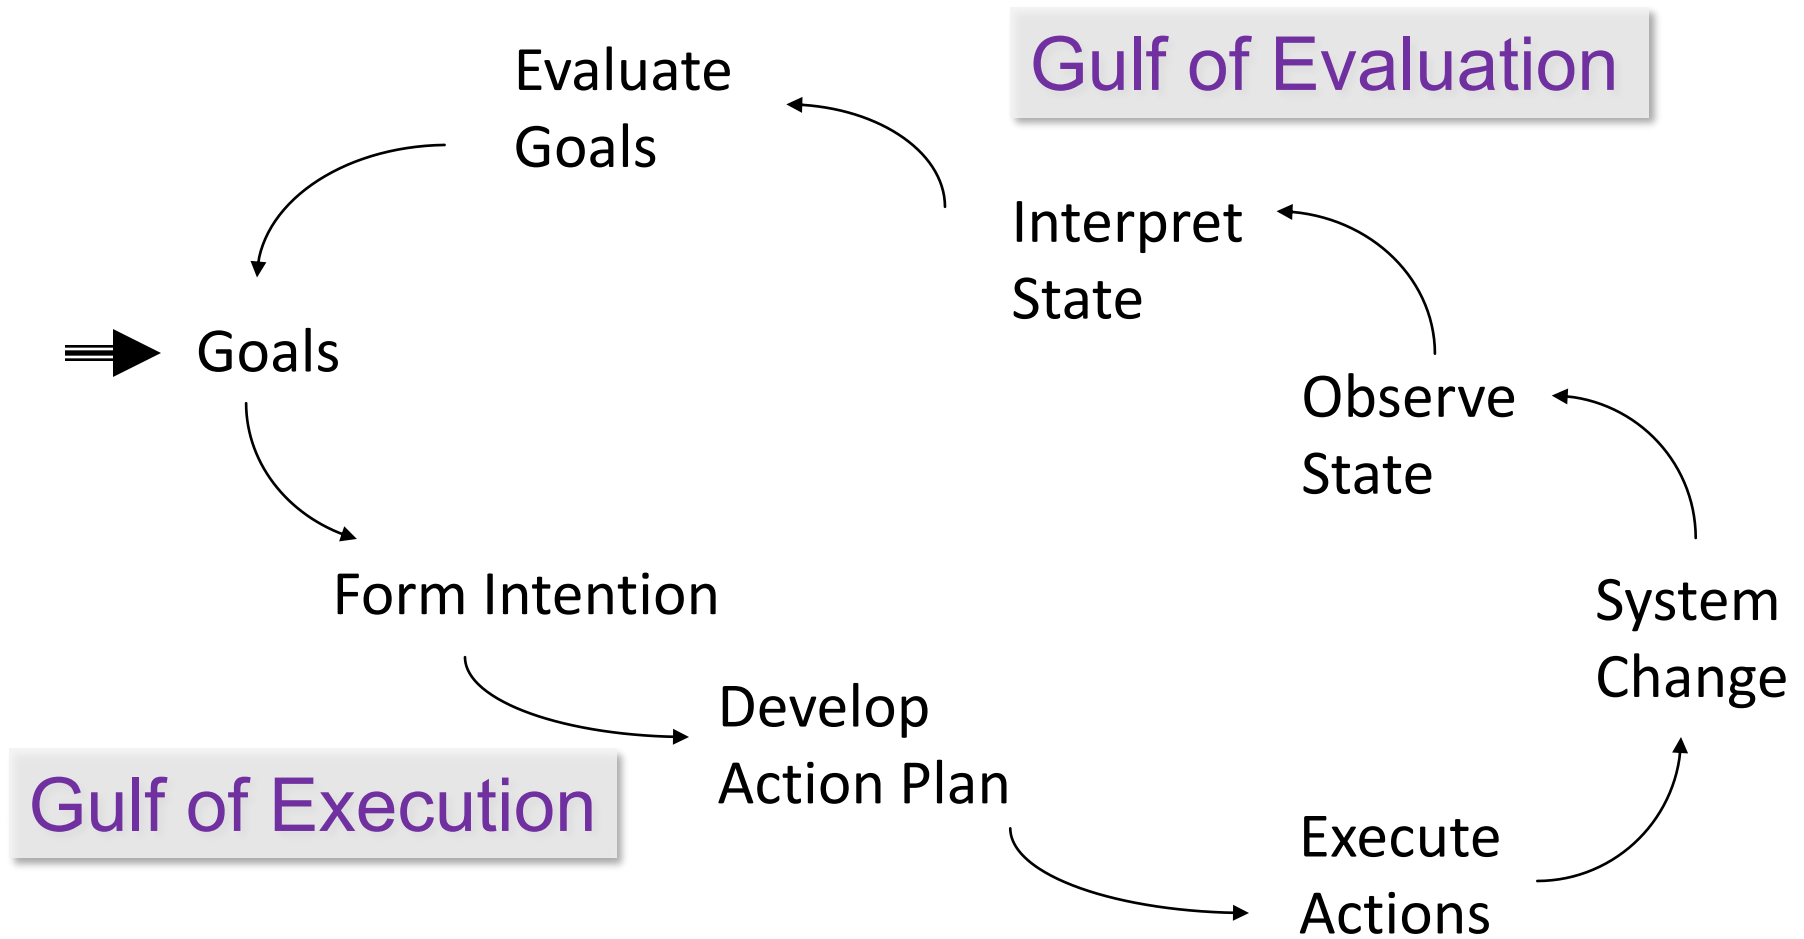 Gulf of Evaluation
Evaluate
Goals
Interpret
State
Goals
Observe
State
Form Intention
System
Change
Develop
Action Plan
Gulf of Execution
Execute
Actions